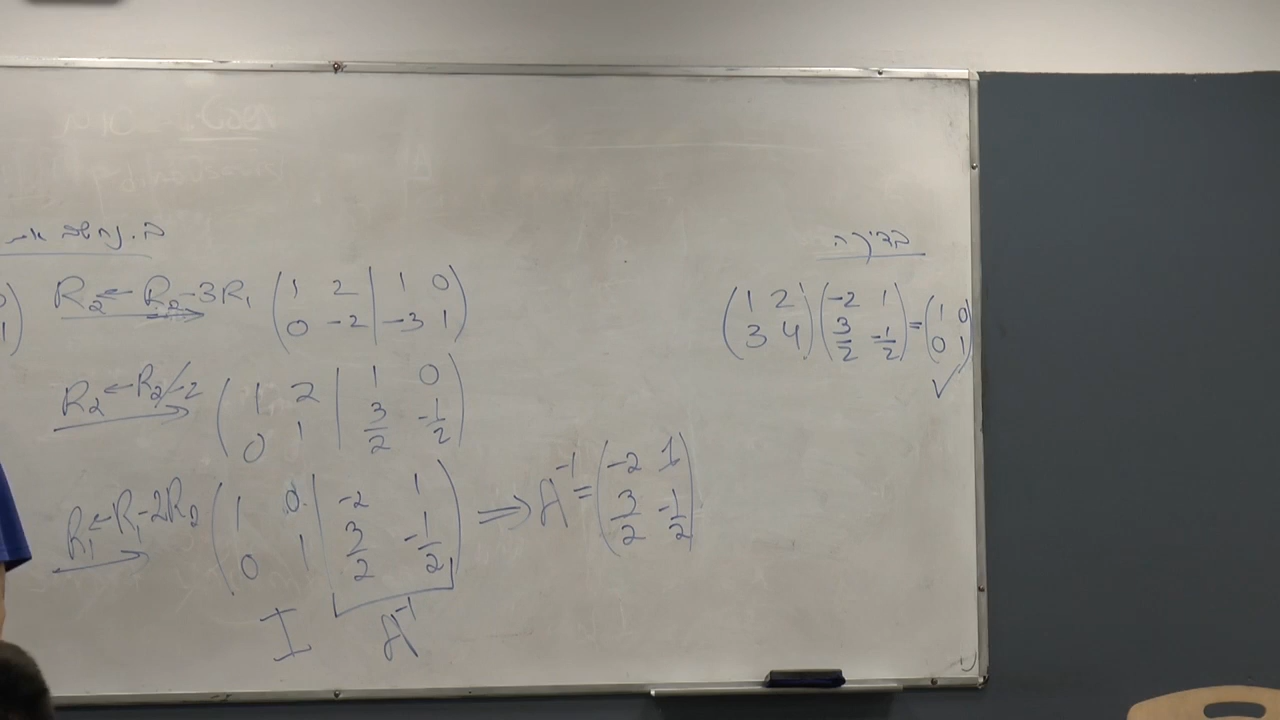 ב. נחשב את
R₂ ← R₂-3R₁ (1 2 | 1 0
0 -2 | -3 1)
R₂ ← R₂/-2 (1 2 | 1 0
0 1 | 3/2 -1/2)
R₁ ← R₁-2R₂ (1 0 | -2 1
0 1 | 3/2 -1/2) ⇒ A⁻¹ = (-2 1
3/2 -1/2)
I A⁻¹
בדיקה
(1 2 (-2 1 = (1 0
3 4) 3/2 -1/2) 0 1)
✓